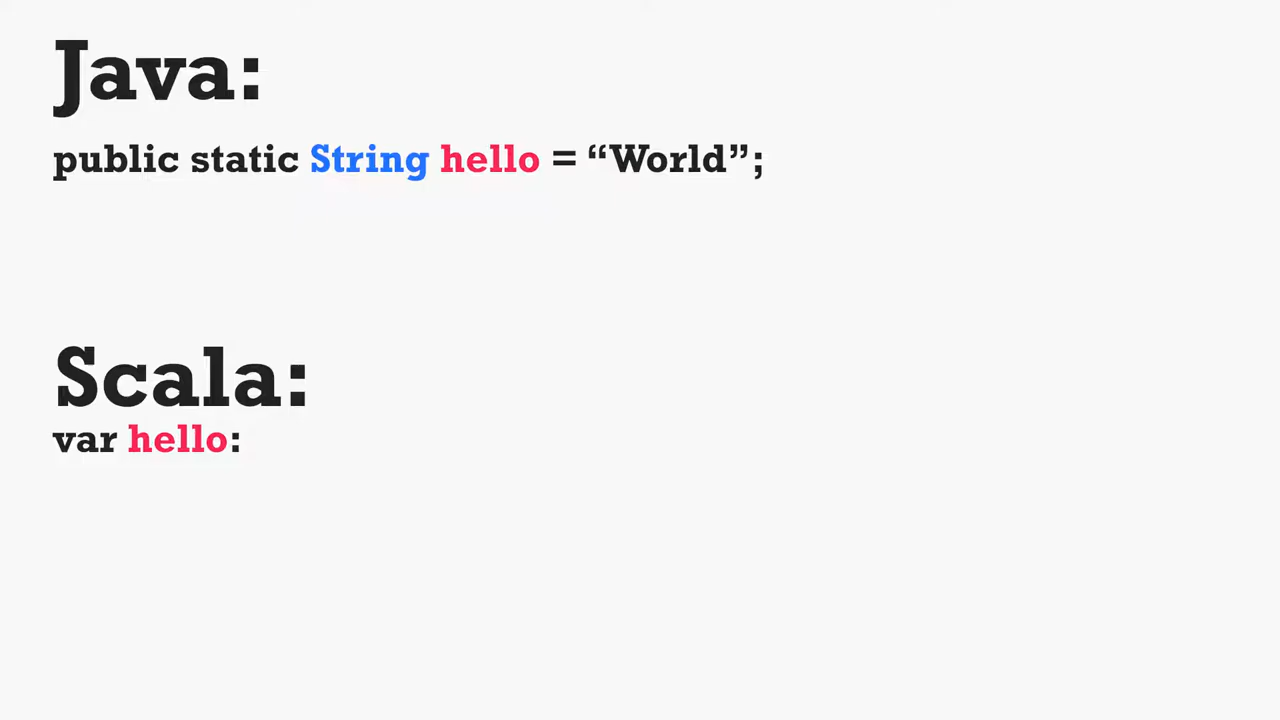 Java:
public static String hello = “World”;
Scala:
var hello: